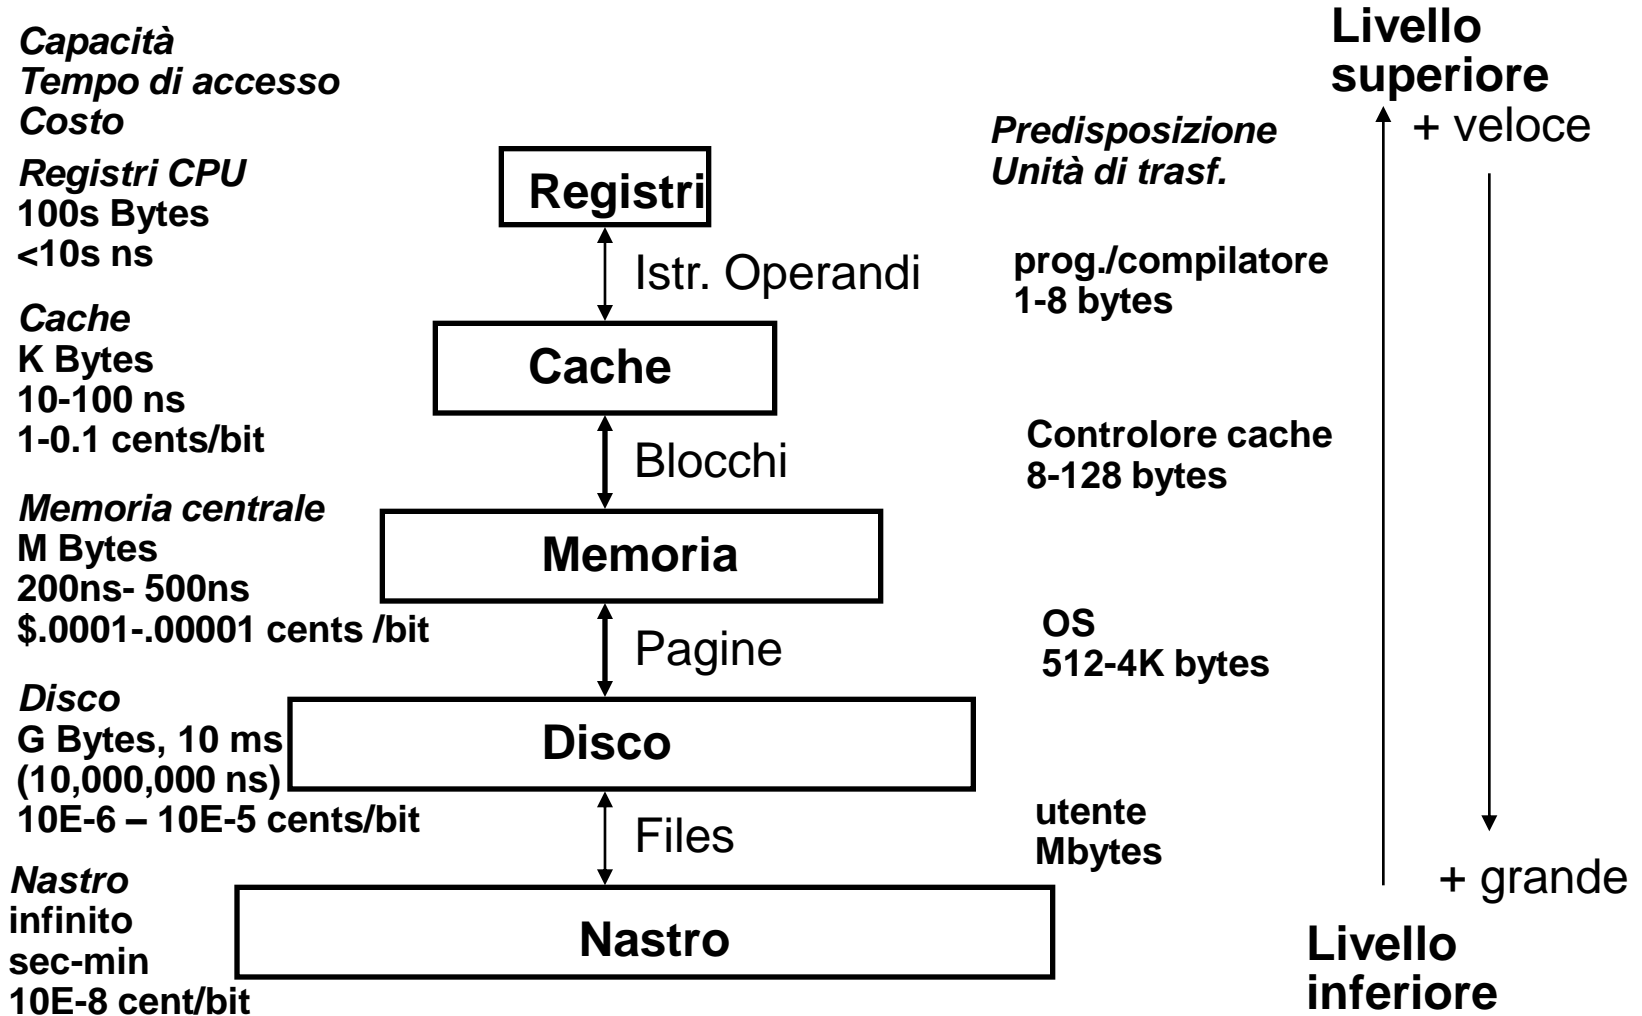 Capacità
Tempo di accesso
Costo
Registri CPU
100s Bytes
<10s ns
Cache
K Bytes
10-100 ns
1-0.1 cents/bit
Memoria centrale
M Bytes
200ns- 500ns
$.0001-.00001 cents /bit
Disco
G Bytes, 10 ms
(10,000,000 ns)
10E-6 – 10E-5 cents/bit
Nastro
infinito
sec-min
10E-8 cent/bit
Registri
Istr. Operandi
Cache
Blocchi
Memoria
Pagine
Disco
Files
Nastro
Predisposizione
Unità di trasf.
prog./compilatore
1-8 bytes
Controlore cache
8-128 bytes
OS
512-4K bytes
utente
Mbytes
Livello
superiore
+ veloce
+ grande
Livello
inferiore